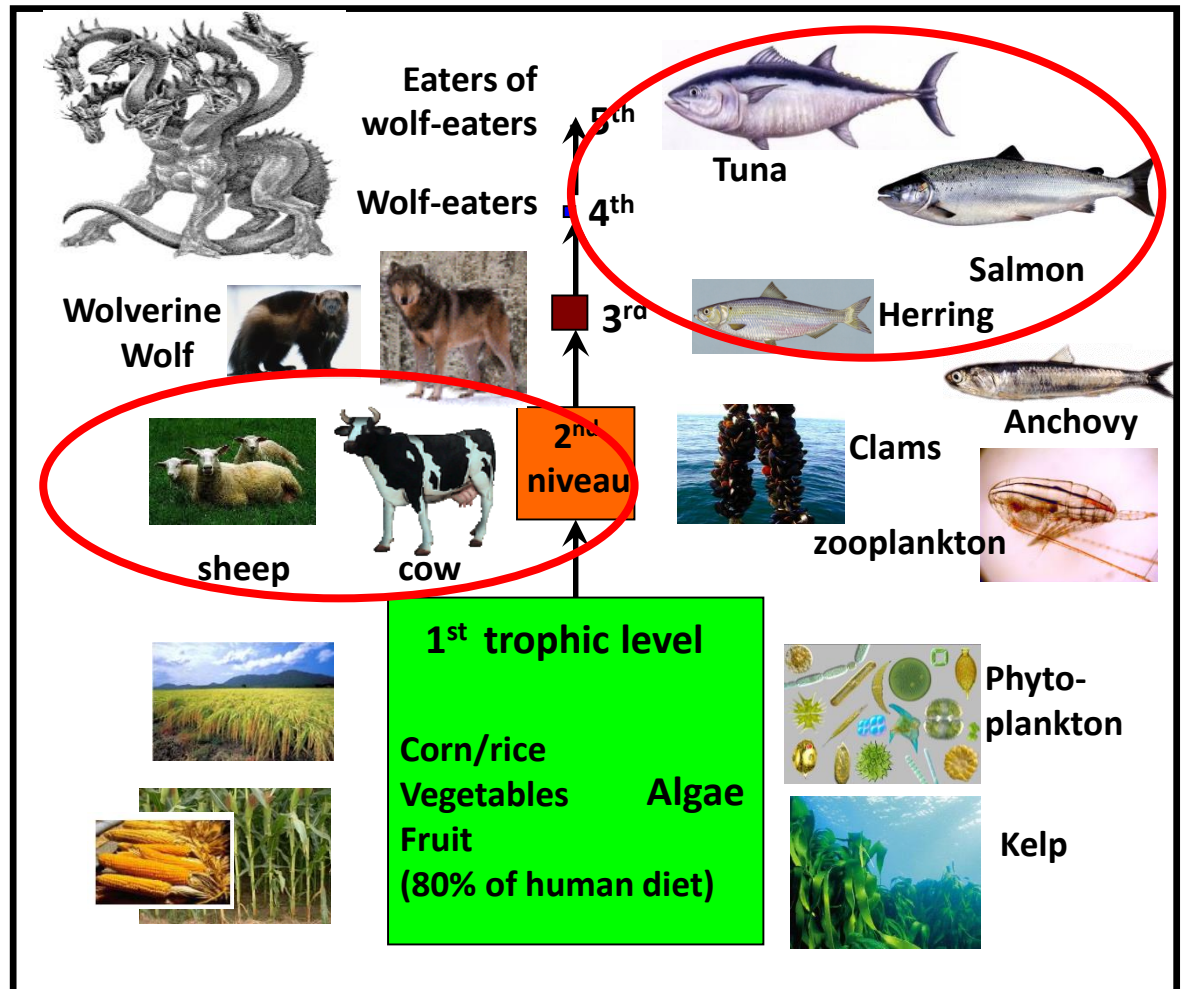 Eaters of
wolf-eaters
5th
Tuna
Wolf-eaters
4th
Salmon
Wolverine
Wolf
3rd
Herring
Anchovy
2nd
niveau
Clams
zooplankton
sheep
cow
1st trophic level
Phyto-
plankton
Corn/rice
Vegetables
Algae
Fruit
(80% of human diet)
Kelp